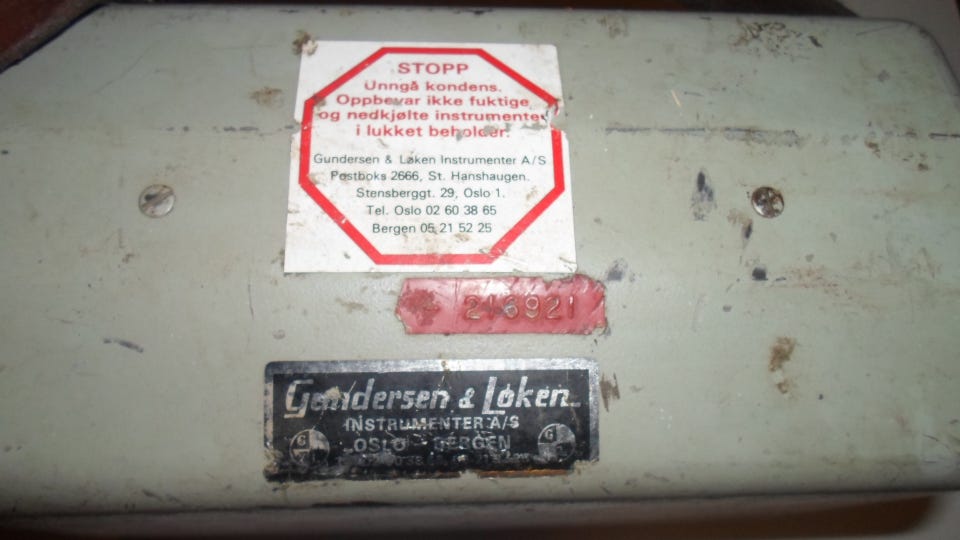 STOPP
Unngå kondens.
Oppbevar ikke fuktige
og nedkjølte instrumenter
i lukket beholder.
Gundersen & Løken Instrumenter A/S
Postboks 2666, St. Hanshaugen.
Stensberggt. 29, Oslo 1.
Tel. Oslo 02 60 38 65
Bergen 05 21 52 25
216921
Gundersen & Løken
INSTRUMENTER A/S
OSLO BERGEN